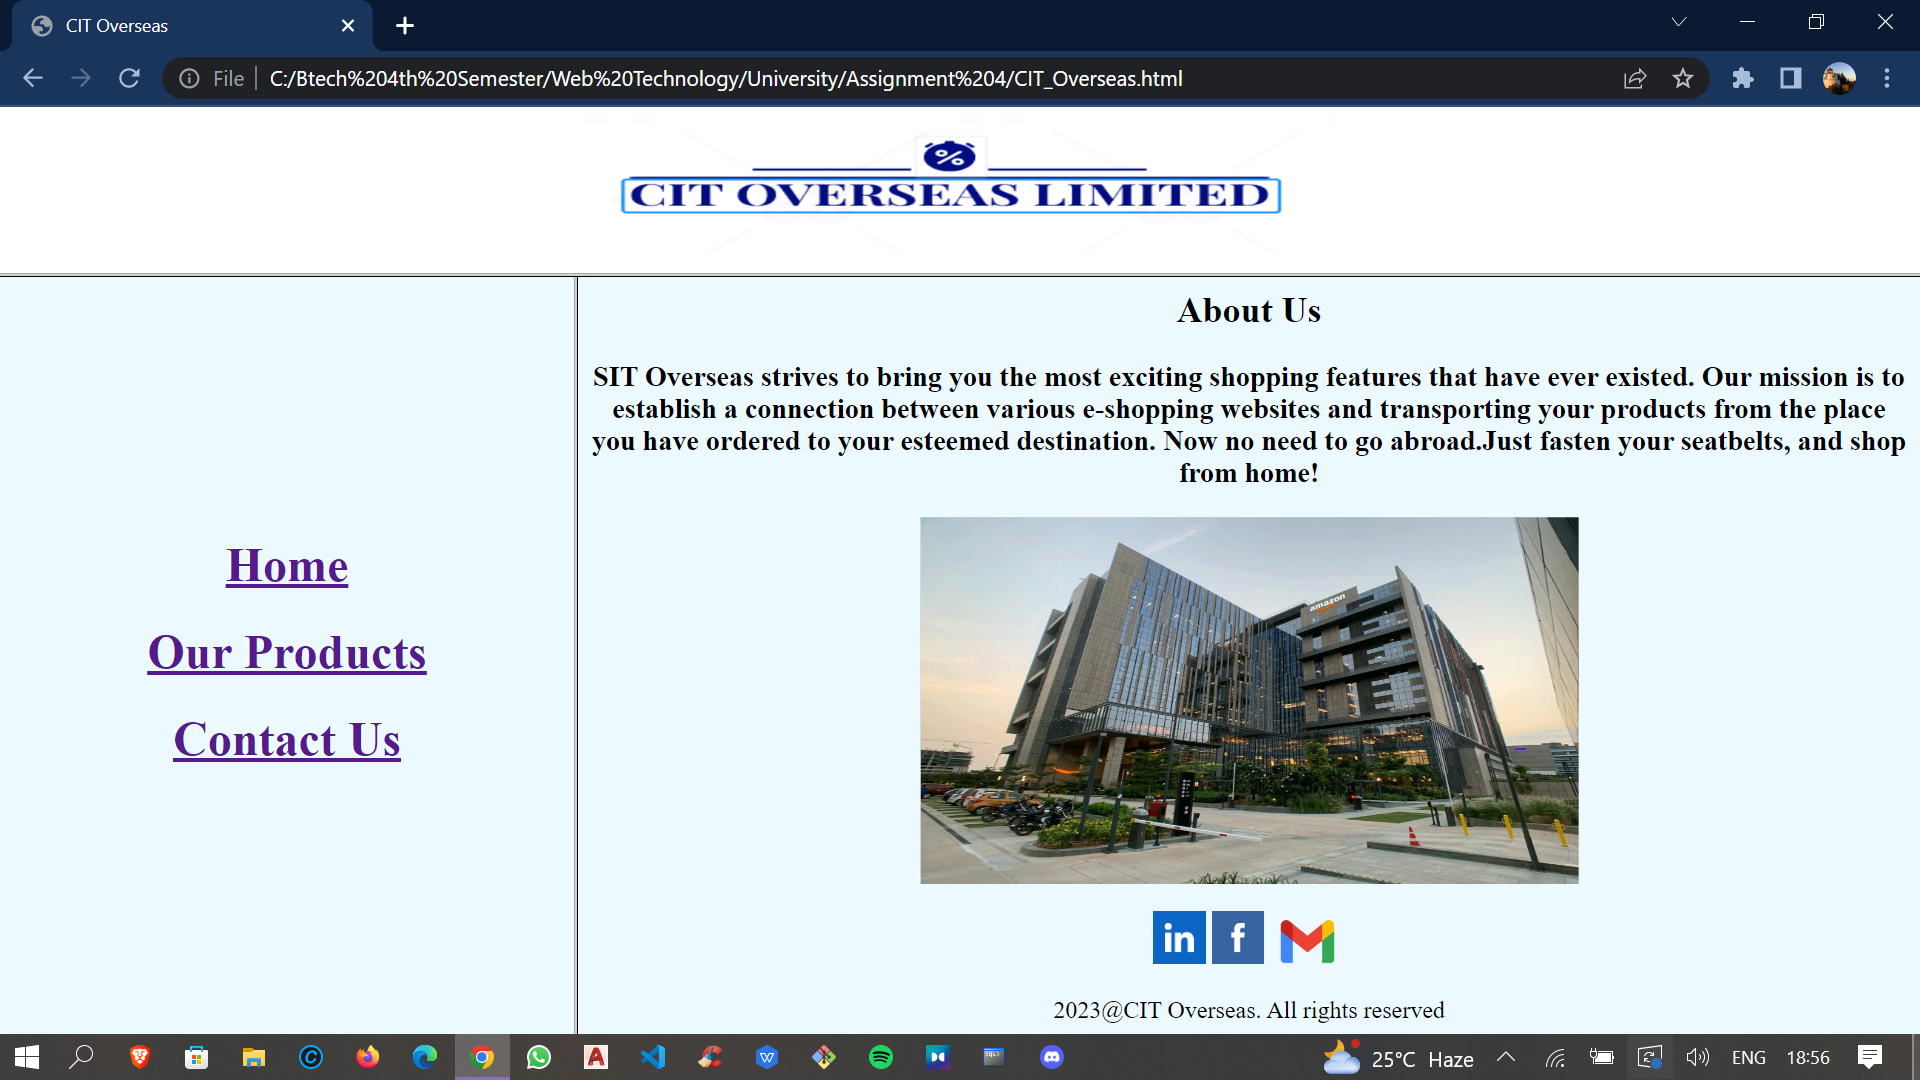 CIT Overseas
File
C:/Btech%204th%20Semester/Web%20Technology/University/Assignment%204/CIT_Overseas.html
%
CIT OVERSEAS LIMITED
Home
Our Products
Contact Us
About Us
SIT Overseas strives to bring you the most exciting shopping features that have ever existed. Our mission is to
establish a connection between various e-shopping websites and transporting your products from the place
you have ordered to your esteemed destination. Now no need to go abroad.Just fasten your seatbelts, and shop
from home!
amazon
in f
2023@CIT Overseas. All rights reserved
25°C Haze
ENG
18:56